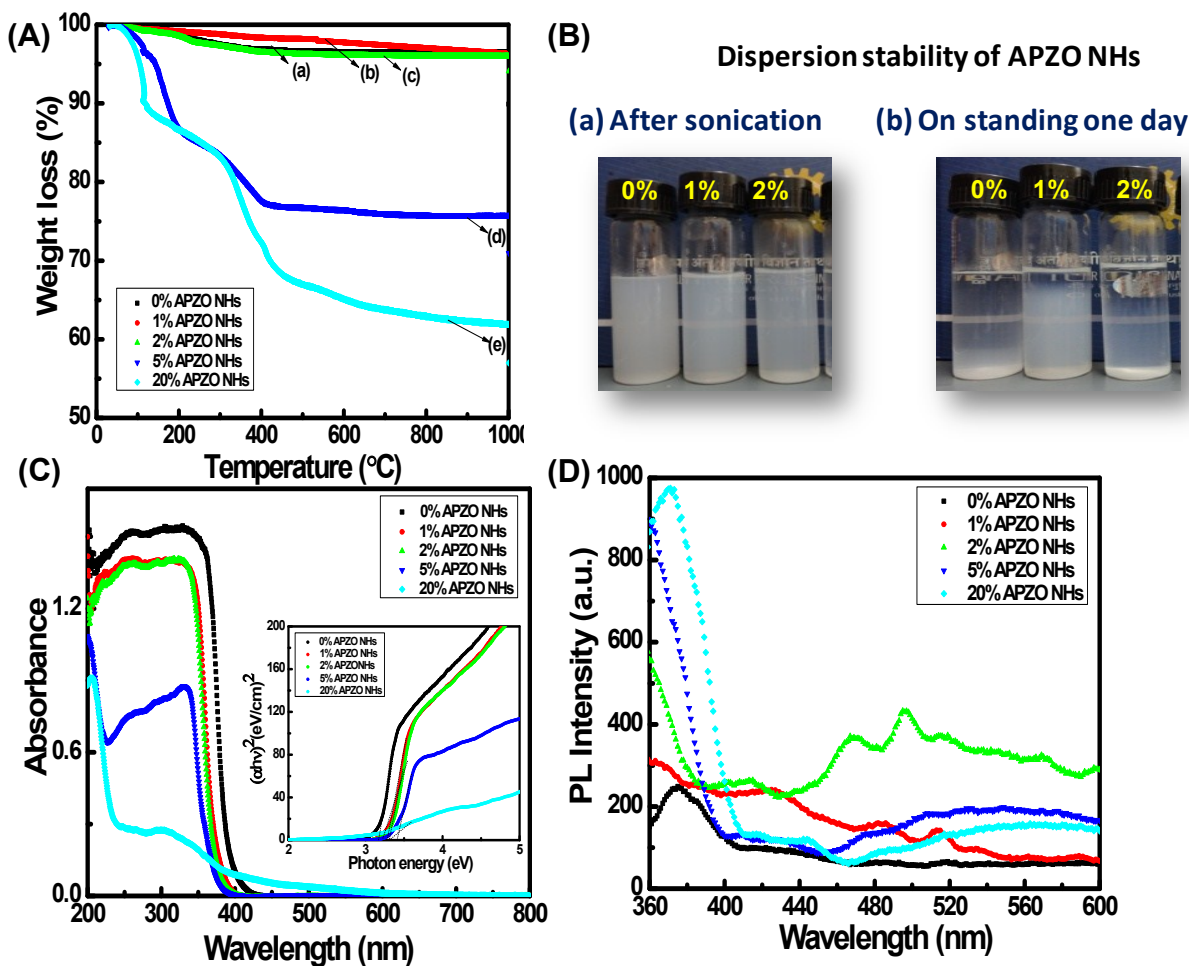 (A)
100
90
80
70
60
50
Weight loss (%)
(a)
(b)
(c)
(d)
(e)
0% APZO NHs
1% APZO NHs
2% APZO NHs
5% APZO NHs
20% APZO NHs
0 200 400 600 800 1000
Temperature (°C)
(B)
Dispersion stability of APZO NHs
(a) After sonication
(b) On standing one day
0% 1% 2%
0% 1% 2%
(C)
1.2
0.6
0.0
Absorbance
0% APZO NHs
1% APZO NHs
2% APZO NHs
5% APZO NHs
20% APZO NHs
200
160
120
80
40
0
(αhν)²(eV/cm)²
0% APZO NHs
1% APZO NHs
2% APZONHs
5% APZO NHs
20% APZO NHs
2 3 4 5
Photon energy (eV)
200 300 400 500 600 700 800
Wavelength (nm)
(D)
1000
800
600
400
200
0
PL Intensity (a.u.)
0% APZO NHs
1% APZO NHs
2% APZO NHs
5% APZO NHs
20% APZO NHs
360 400 440 480 520 560 600
Wavelength (nm)